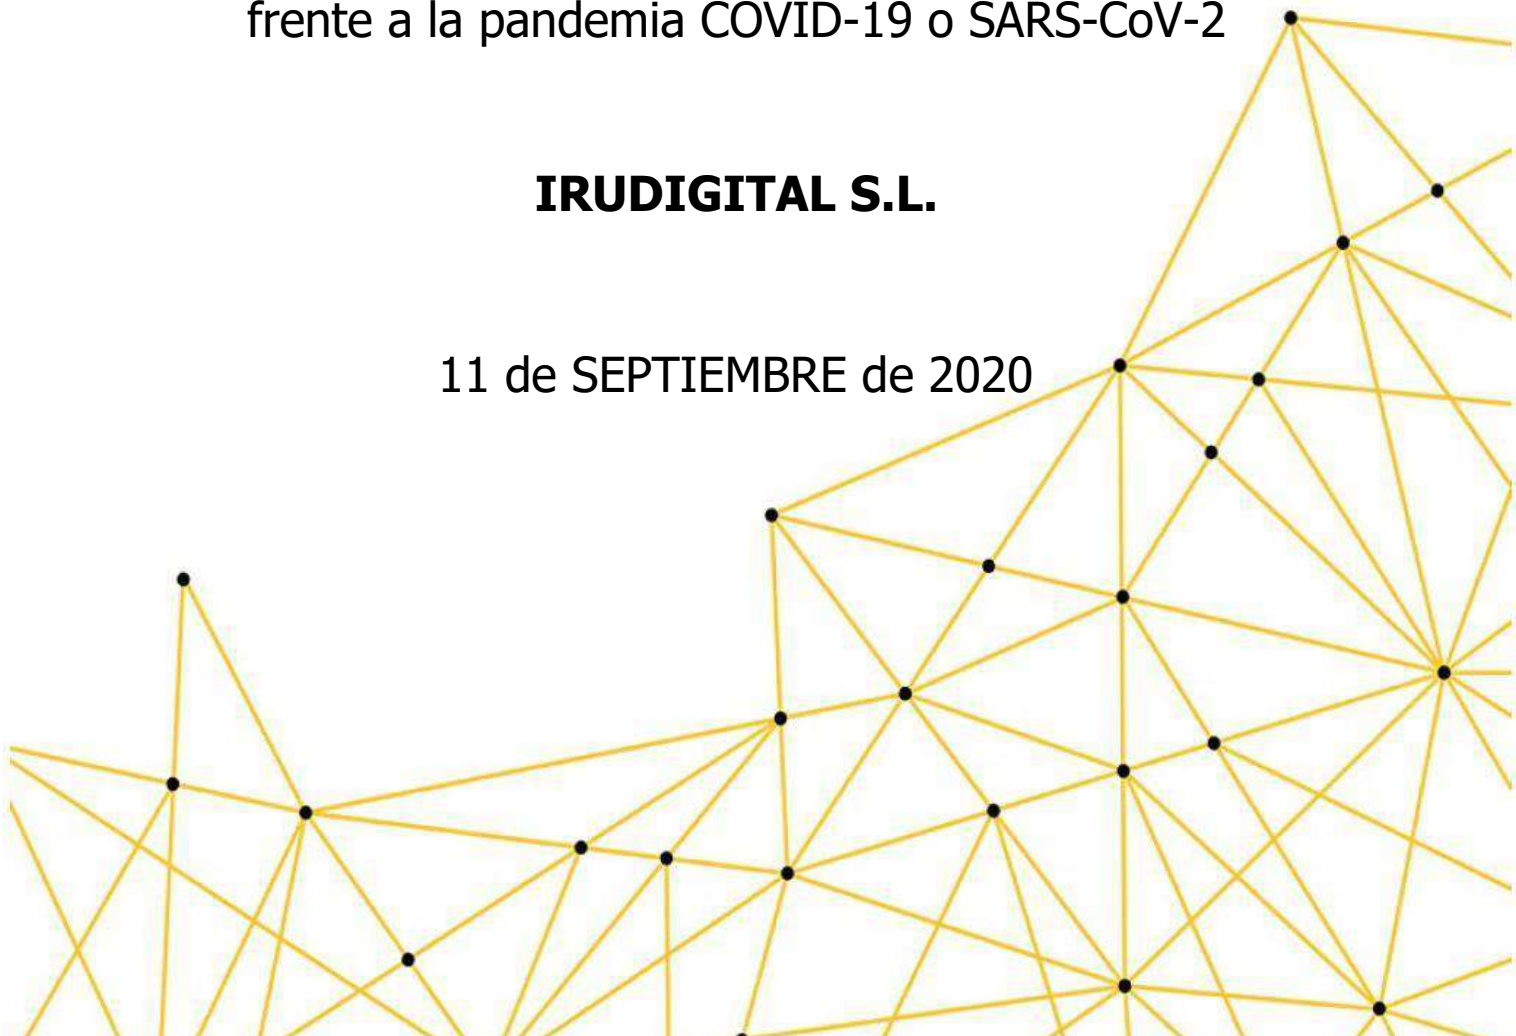 frente a la pandemia COVID-19 o SARS-CoV-2
IRUDIGITAL S.L.
11 de SEPTIEMBRE de 2020